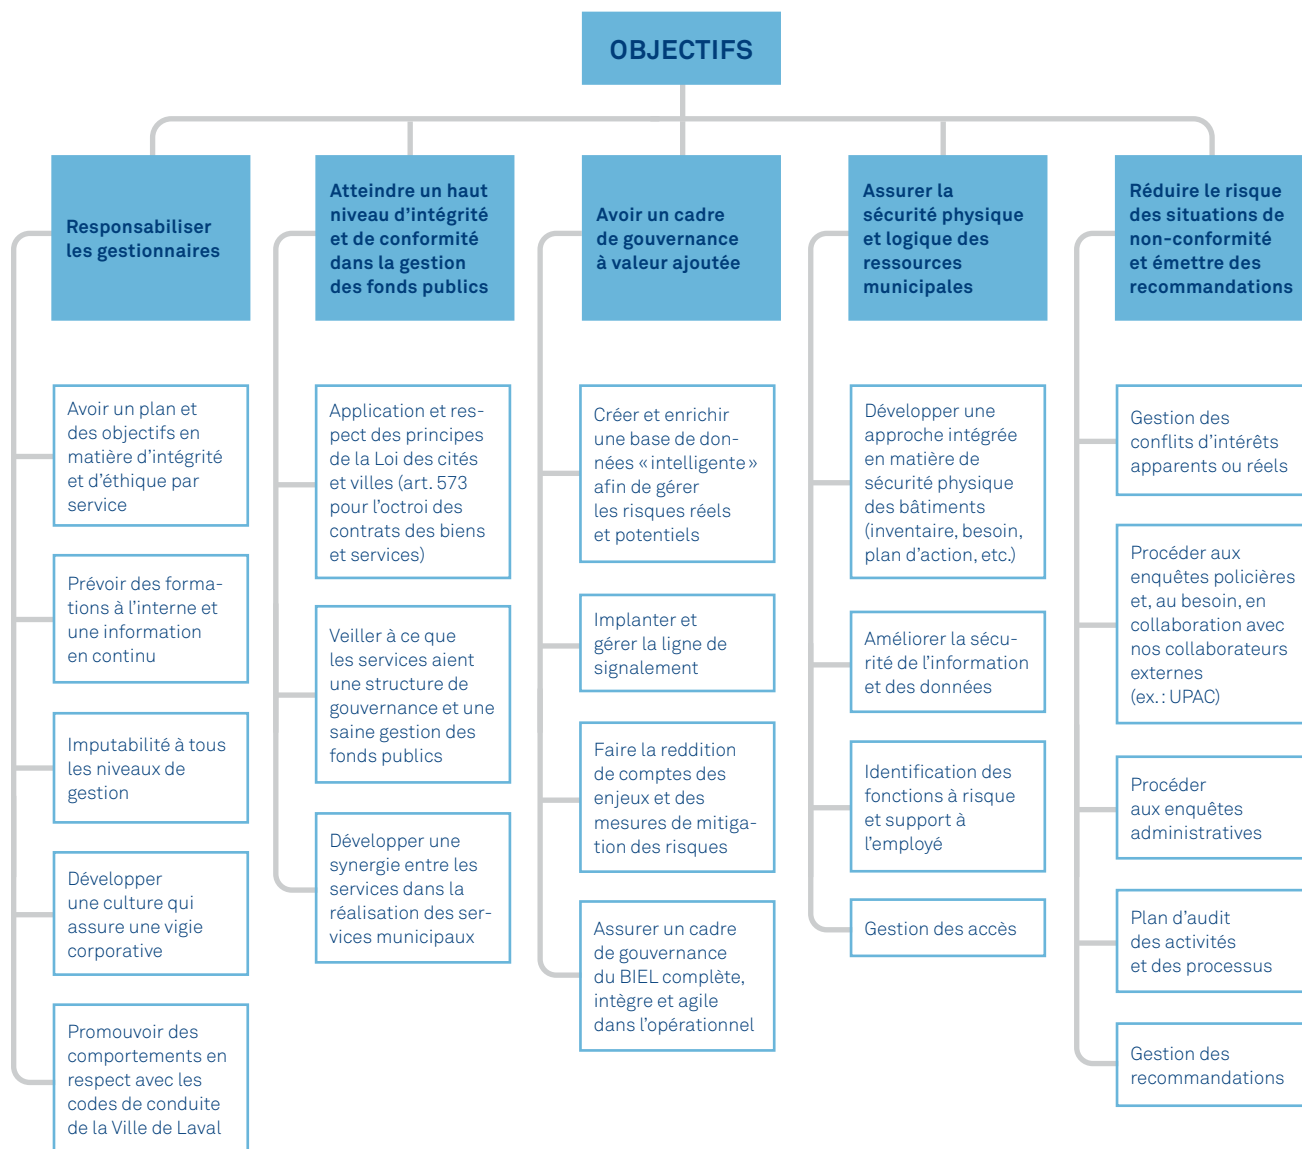 OBJECTIFS
Responsabiliser
les gestionnaires
Avoir un plan et
des objectifs en
matière d’intégrité
et d’éthique par
service
Prévoir des forma-
tions à l’interne et
une information
en continu
Imputabilité à tous
les niveaux de
gestion
Développer
une culture qui
assure une vigie
corporative
Promouvoir des
comportements en
respect avec les
codes de conduite
de la Ville de Laval
Atteindre un haut
niveau d’intégrité
et de conformité
dans la gestion
des fonds publics
Application et res-
pect des principes
de la Loi des cités
et villes (art. 573
pour l’octroi des
contrats des biens
et services)
Veiller à ce que
les services aient
une structure de
gouvernance et une
saine gestion des
fonds publics
Développer une
synergie entre les
services dans la
réalisation des ser-
vices municipaux
Avoir un cadre
de gouvernance
à valeur ajoutée
Créer et enrichir
une base de don-
nées « intelligente »
afin de gérer
les risques réels
et potentiels
Implanter et
gérer la ligne de
signalement
Faire la reddition
de comptes des
enjeux et des
mesures de mitiga-
tion des risques
Assurer un cadre
de gouvernance
du BIEL complète,
intègre et agile
dans l’opérationnel
Assurer la
sécurité physique
et logique des
ressources
municipales
Développer une
approche intégrée
en matière de
sécurité physique
des bâtiments
(inventaire, besoin,
plan d’action, etc.)
Améliorer la sécu-
rité de l’information
et des données
Identification des
fonctions à risque
et support à
l’employé
Gestion des accès
Réduire le risque
des situations de
non-conformité
et émettre des
recommandations
Gestion des
conflits d’intérêts
apparents ou réels
Procéder aux
enquêtes policières
et, au besoin, en
collaboration avec
nos collaborateurs
externes
(ex. : UPAC)
Procéder
aux enquêtes
administratives
Plan d’audit
des activités
et des processus
Gestion des
recommandations